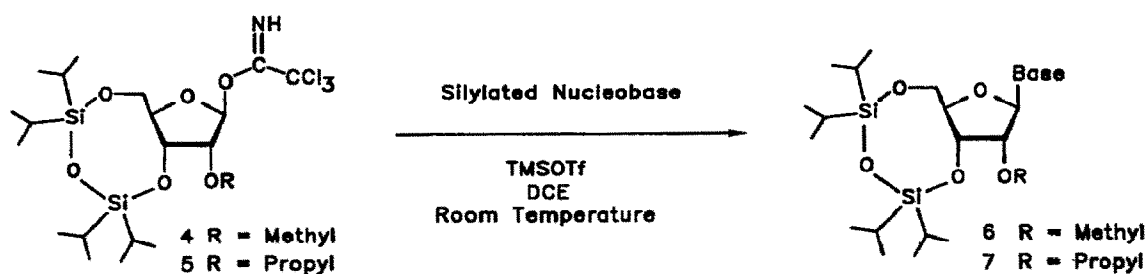 NH
O
C
CCl3
O
O
Si
O
O
Si
OR
4 R = Methyl
5 R = Propyl
Silylated Nucleobase
TMSOTf
DCE
Room Temperature
Base
O
O
Si
O
O
Si
OR
6 R = Methyl
7 R = Propyl